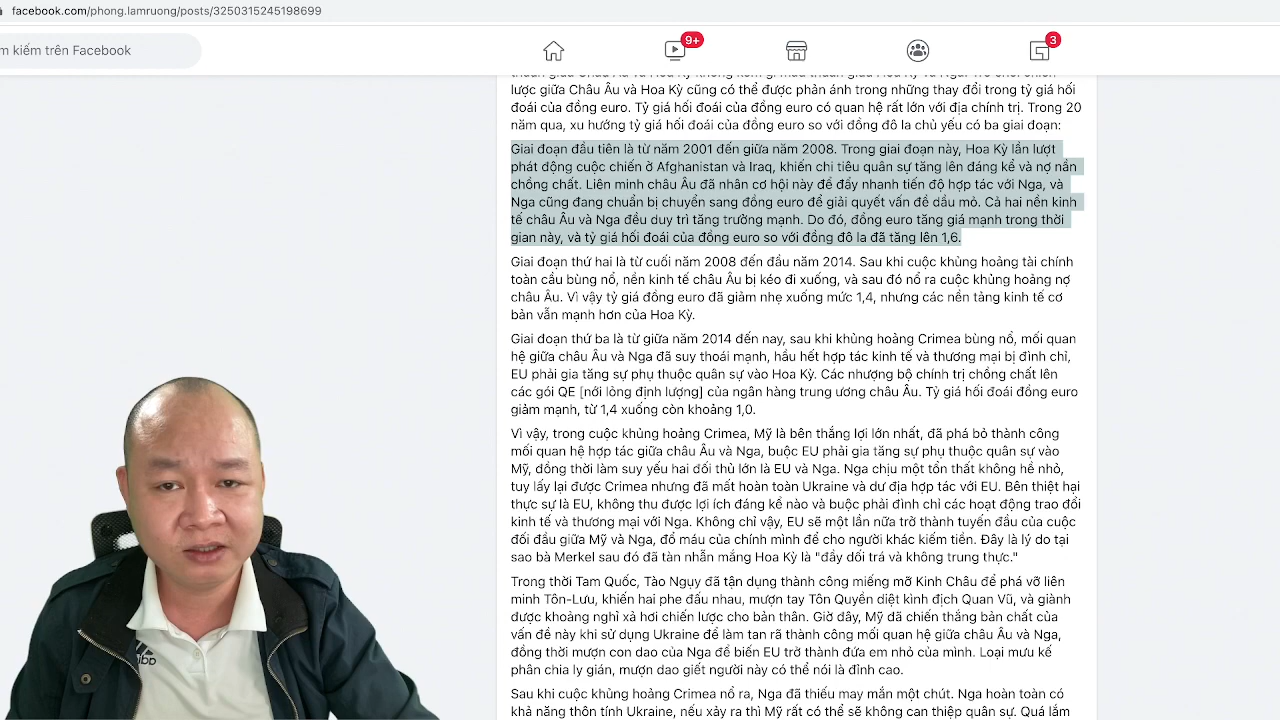 facebook.com/phong.lamruong/posts/3250315245198699
m kiếm trên Facebook
9+
3
lược giữa Châu Âu và Hoa Kỳ cũng có thể được phản ánh trong những thay đổi trong tỷ giá hối
đoái của đồng euro. Tỷ giá hối đoái của đồng euro có quan hệ rất lớn với địa chính trị. Trong 20
năm qua, xu hướng tỷ giá hối đoái của đồng euro so với đồng đô la chủ yếu có ba giai đoạn:
Giai đoạn đầu tiên là từ năm 2001 đến giữa năm 2008. Trong giai đoạn này, Hoa Kỳ lần lượt
phát động cuộc chiến ở Afghanistan và Iraq, khiến chi tiêu quân sự tăng lên đáng kể và nợ nần
chồng chất. Liên minh châu Âu đã nhân cơ hội này để đẩy nhanh tiến độ hợp tác với Nga, và
Nga cũng đang chuẩn bị chuyển sang đồng euro để giải quyết vấn đề dầu mỏ. Cả hai nền kinh
tế châu Âu và Nga đều duy trì tăng trưởng mạnh. Do đó, đồng euro tăng giá mạnh trong thời
gian này, và tỷ giá hối đoái của đồng euro so với đồng đô la đã tăng lên 1,6.
Giai đoạn thứ hai là từ cuối năm 2008 đến đầu năm 2014. Sau khi cuộc khủng hoảng tài chính
toàn cầu bùng nổ, nền kinh tế châu Âu bị kéo đi xuống, và sau đó nổ ra cuộc khủng hoảng nợ
châu Âu. Vì vậy tỷ giá đồng euro đã giảm nhẹ xuống mức 1,4, nhưng các nền tảng kinh tế cơ
bản vẫn mạnh hơn của Hoa Kỳ.
Giai đoạn thứ ba là từ giữa năm 2014 đến nay, sau khi khủng hoảng Crimea bùng nổ, mối quan
hệ giữa châu Âu và Nga đã suy thoái mạnh, hầu hết hợp tác kinh tế và thương mại bị đình chỉ,
EU phải gia tăng sự phụ thuộc quân sự vào Hoa Kỳ. Các nhượng bộ chính trị chồng chất lên
các gói QE [nới lỏng định lượng] của ngân hàng trung ương châu Âu. Tỷ giá hối đoái đồng euro
giảm mạnh, từ 1,4 xuống còn khoảng 1,0.
Vì vậy, trong cuộc khủng hoảng Crimea, Mỹ là bên thắng lợi lớn nhất, đã phá bỏ thành công
mối quan hệ hợp tác giữa châu Âu và Nga, buộc EU phải gia tăng sự phụ thuộc quân sự vào
Mỹ, đồng thời làm suy yếu hai đối thủ lớn là EU và Nga. Nga chịu một tổn thất không hề nhỏ,
tuy lấy lại được Crimea nhưng đã mất hoàn toàn Ukraine và dư địa hợp tác với EU. Bên thiệt hại
thực sự là EU, không thu được lợi ích đáng kể nào và buộc phải đình chỉ các hoạt động trao đổi
kinh tế và thương mại với Nga. Không chỉ vậy, EU sẽ một lần nữa trở thành tuyến đầu của cuộc
đối đầu giữa Mỹ và Nga, đổ máu của chính mình để cho người khác kiếm tiền. Đây là lý do tại
sao bà Merkel sau đó đã tàn nhẫn mắng Hoa Kỳ là "đầy dối trá và không trung thực."
Trong thời Tam Quốc, Tào Ngụy đã tận dụng thành công miếng mỡ Kinh Châu để phá vỡ liên
minh Tôn-Lưu, khiến hai phe đấu nhau, mượn tay Tôn Quyền diệt kình địch Quan Vũ, và giành
được khoảng nghỉ xả hơi chiến lược cho bản thân. Giờ đây, Mỹ đã chiến thắng bản chất của
vấn đề này khi sử dụng Ukraine để làm tan rã thành công mối quan hệ giữa châu Âu và Nga,
đồng thời mượn con dao của Nga để biến EU trở thành đứa em nhỏ của mình. Loại mưu kế
phân chia ly gián, mượn dao giết người này có thể nói là đỉnh cao.
Sau khi cuộc khủng hoảng Crimea nổ ra, Nga đã thiếu may mắn một chút. Nga hoàn toàn có
khả năng thôn tính Ukraine, nếu xảy ra thì Mỹ rất có thể sẽ không can thiệp quân sự. Quá lắm